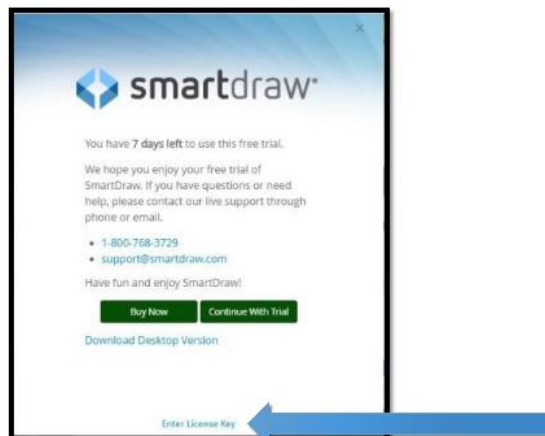 smartdraw
You have 7 days left to use this free trial.
We hope you enjoy your free trial of
SmartDraw. If you have questions or need
help, please contact our live support through
phone or email.
• 1-800-768-3729
• support@smartdraw.com
Have fun and enjoy SmartDraw!
Buy Now Continue With Trial
Download Desktop Version
Enter License Key